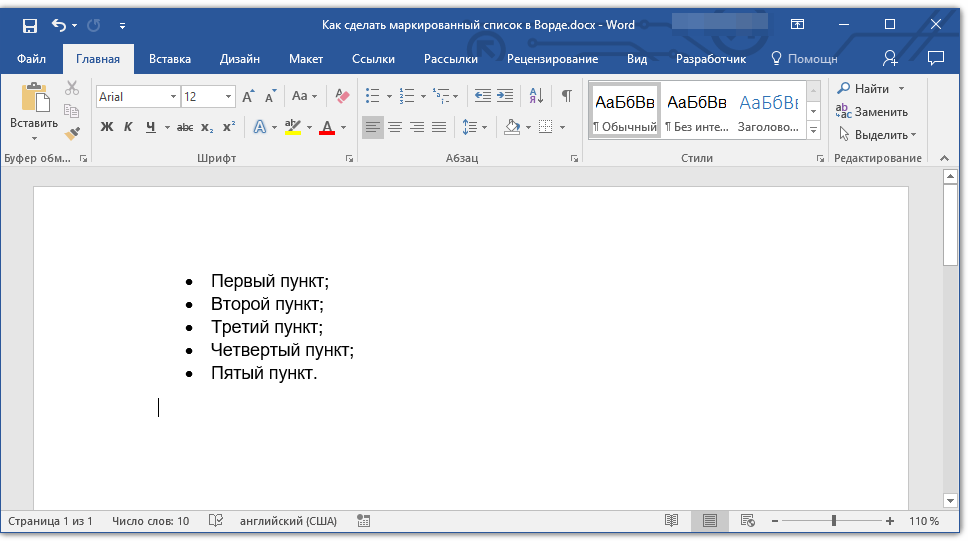 Как сделать маркированный список в Ворде.docx - Word
Файл Главная Вставка Дизайн Макет Ссылки Рассылки Рецензирование Вид Разработчик Помощн
Вставить
Arial 12
Aa
Ж К Ч abc x₂ x²
А ab А
А Я ¶
АаБбВв АаБбВв АаБбВі
¶ Обычный ¶ Без инте... Заголово...
Найти
Заменить
Выделить
Буфер обм... Шрифт Абзац Стили Редактирование
• Первый пункт;
• Второй пункт;
• Третий пункт;
• Четвертый пункт;
• Пятый пункт.
Страница 1 из 1 Число слов: 10 английский (США) 110 %